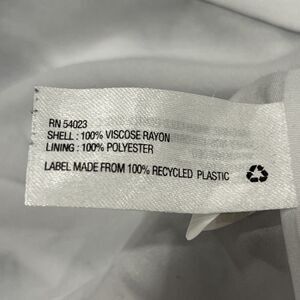 RN 54023
SHELL : 100% VISCOSE RAYON
LINING : 100% POLYESTER
LABEL MADE FROM 100% RECYCLED PLASTIC